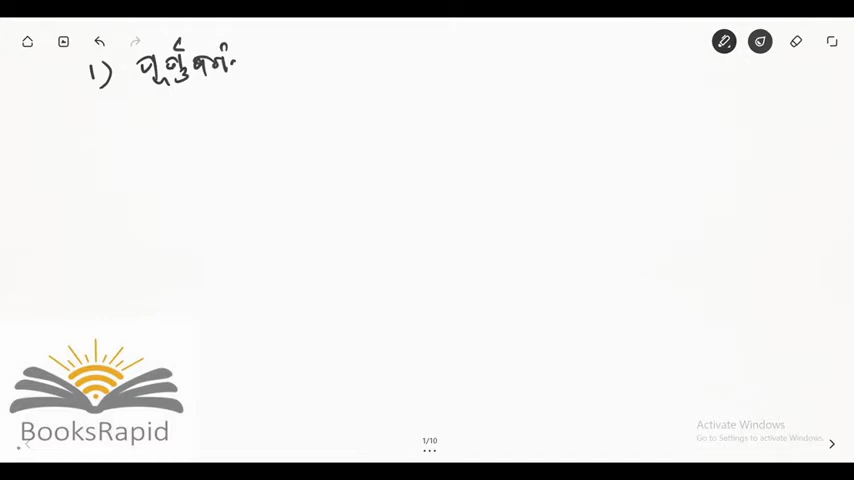 1)
BooksRapid
1/10
Activate Windows
Go to Settings to activate Windows.